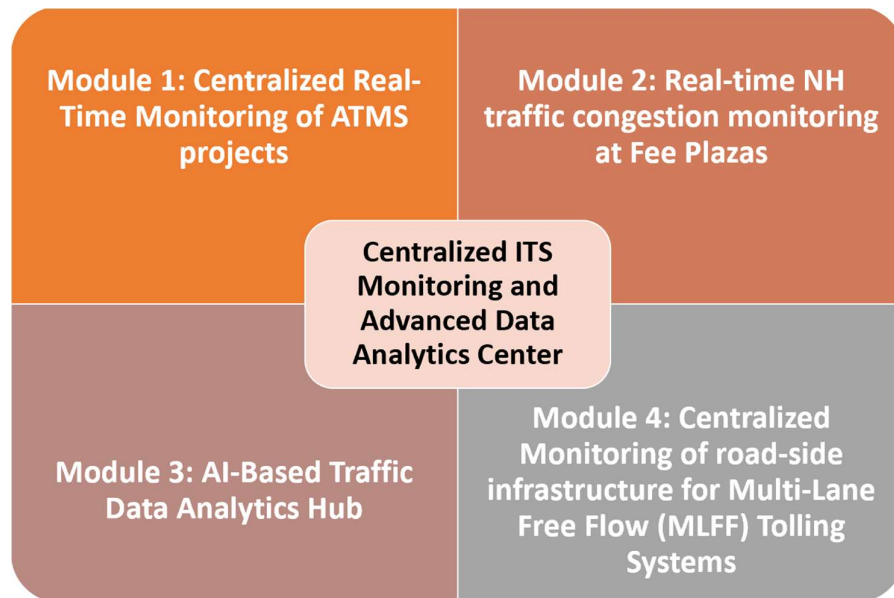 Module 1: Centralized Real-
Time Monitoring of ATMS
projects
Module 2: Real-time NH
traffic congestion monitoring
at Fee Plazas
Centralized ITS
Monitoring and
Advanced Data
Analytics Center
Module 3: AI-Based Traffic
Data Analytics Hub
Module 4: Centralized
Monitoring of road-side
infrastructure for Multi-Lane
Free Flow (MLFF) Tolling
Systems